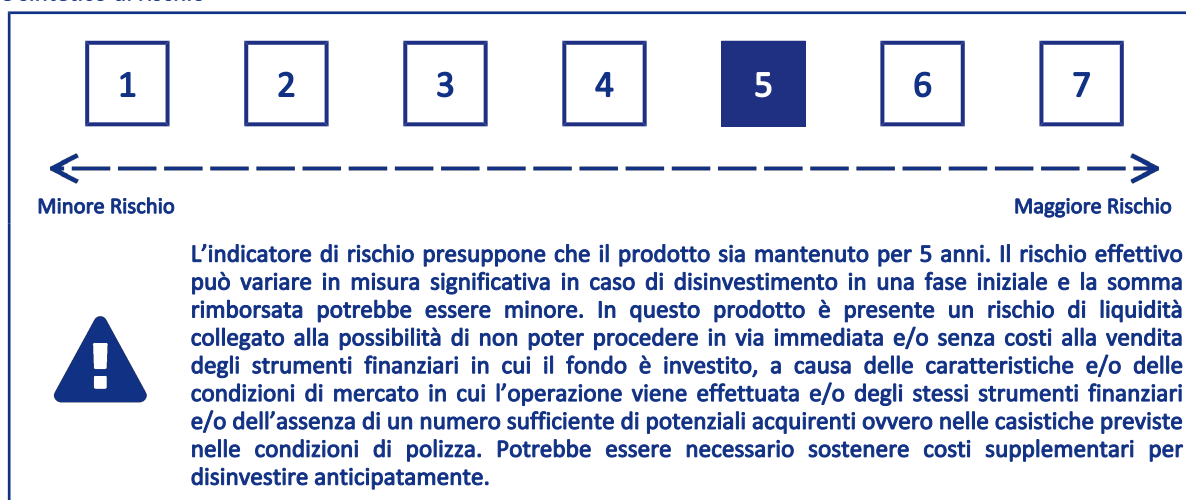 1 2 3 4 5 6 7
Minore Rischio Maggiore Rischio
L’indicatore di rischio presuppone che il prodotto sia mantenuto per 5 anni. Il rischio effettivo
può variare in misura significativa in caso di disinvestimento in una fase iniziale e la somma
rimborsata potrebbe essere minore. In questo prodotto è presente un rischio di liquidità
collegato alla possibilità di non poter procedere in via immediata e/o senza costi alla vendita
degli strumenti finanziari in cui il fondo è investito, a causa delle caratteristiche e/o delle
condizioni di mercato in cui l’operazione viene effettuata e/o degli stessi strumenti finanziari
e/o dell’assenza di un numero sufficiente di potenziali acquirenti ovvero nelle casistiche previste
nelle condizioni di polizza. Potrebbe essere necessario sostenere costi supplementari per
disinvestire anticipatamente.